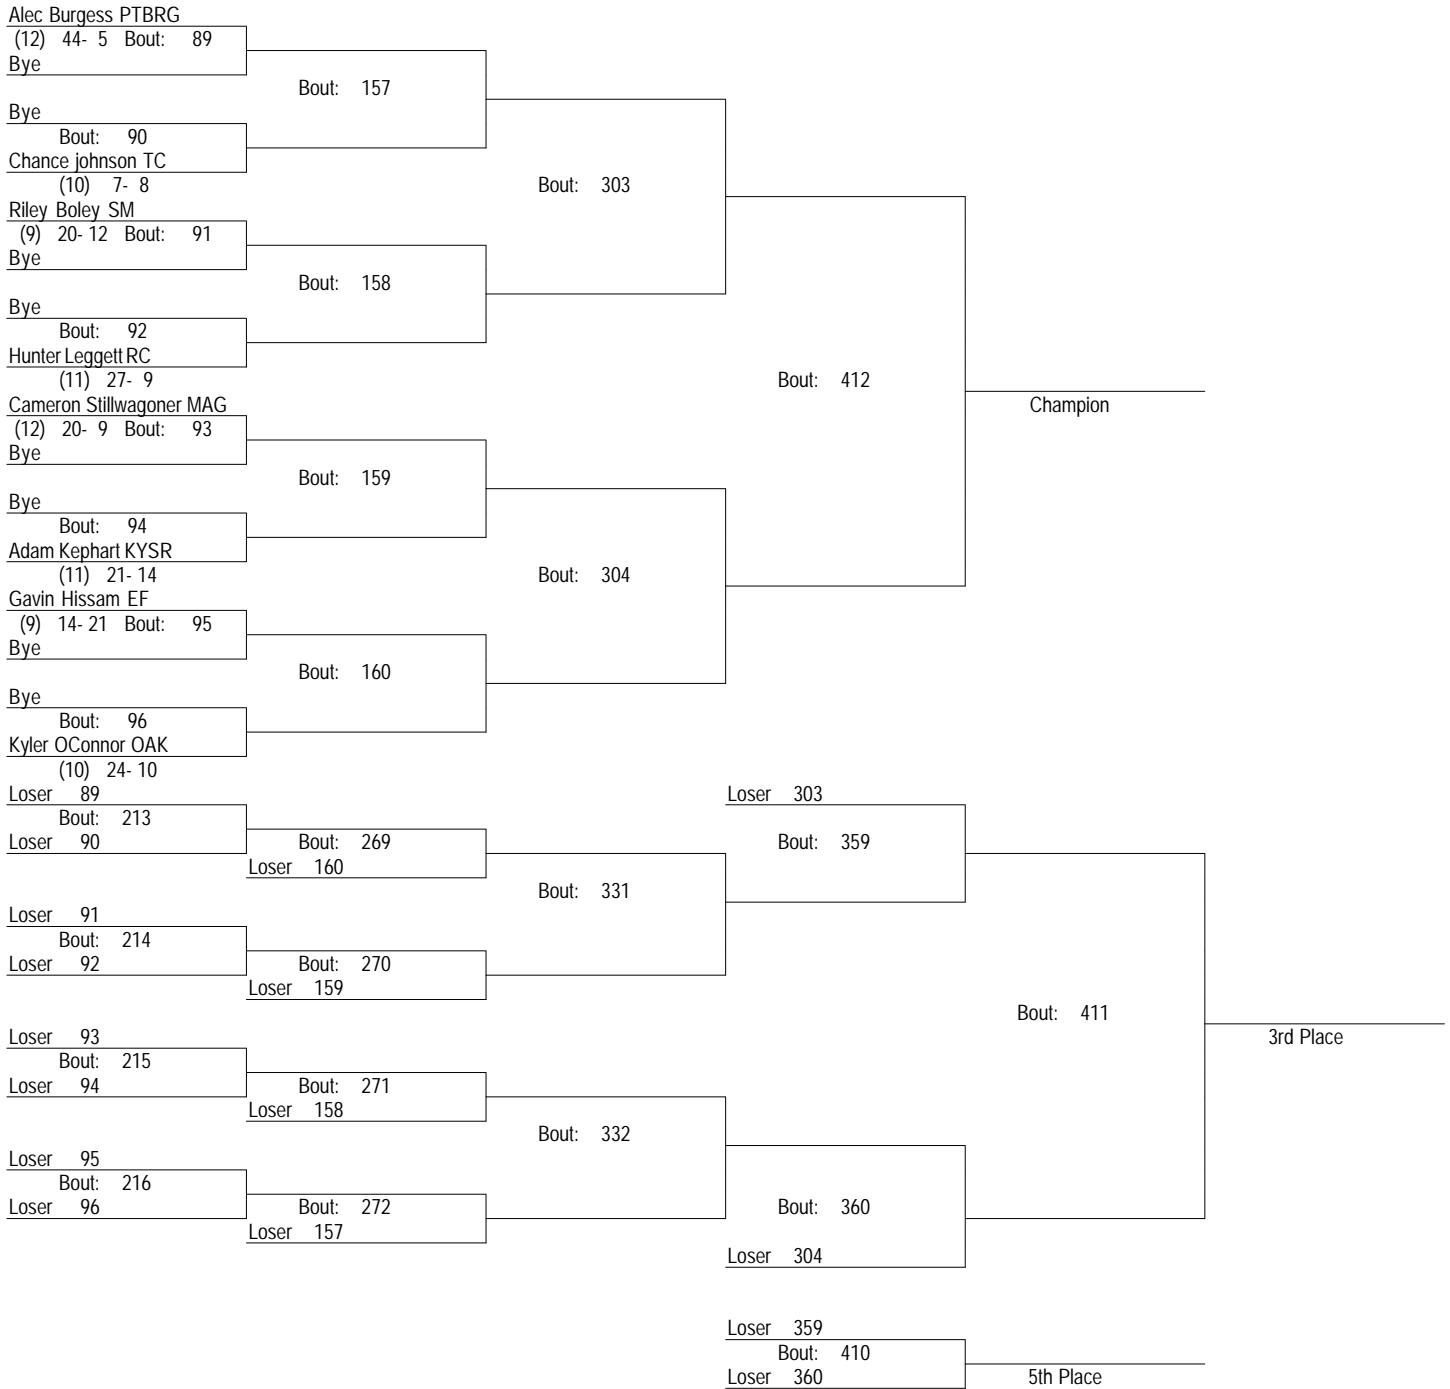 Alec Burgess PTBRG
(12) 44- 5 Bout: 89
Bye
Bout: 157
Bye
Bout: 90
Chance johnson TC
(10) 7- 8
Bout: 303
Riley Boley SM
(9) 20- 12 Bout: 91
Bye
Bout: 158
Bye
Bout: 92
Hunter Leggett RC
(11) 27- 9
Bout: 412
Champion
Cameron Stillwagoner MAG
(12) 20- 9 Bout: 93
Bye
Bout: 159
Bye
Bout: 94
Adam Kephart KYSR
(11) 21- 14
Bout: 304
Gavin Hissam EF
(9) 14- 21 Bout: 95
Bye
Bout: 160
Bye
Bout: 96
Kyler OConnor OAK
(10) 24- 10
Loser 89
Bout: 213
Loser 90
Bout: 269
Loser 160
Loser 303
Bout: 359
Bout: 331
Loser 91
Bout: 214
Loser 92
Bout: 270
Loser 159
Bout: 411
3rd Place
Loser 93
Bout: 215
Loser 94
Bout: 271
Loser 158
Bout: 332
Loser 95
Bout: 216
Loser 96
Bout: 272
Loser 157
Bout: 360
Loser 304
Loser 359
Bout: 410
Loser 360
5th Place